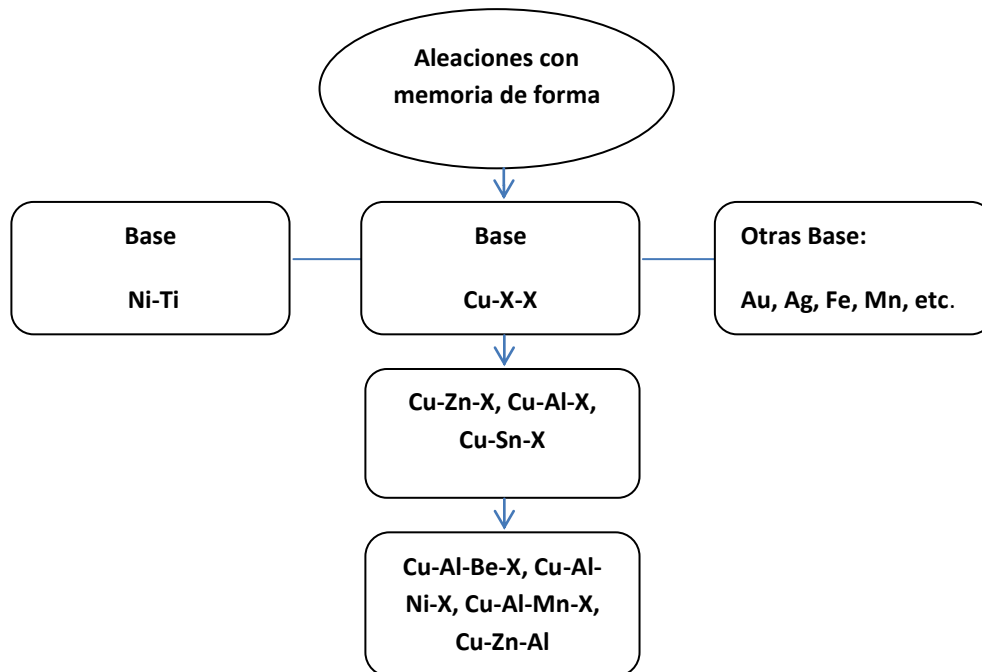 Aleaciones con
memoria de forma
Base
Ni-Ti
Base
Cu-X-X
Otras Base:
Au, Ag, Fe, Mn, etc.
Cu-Zn-X, Cu-Al-X,
Cu-Sn-X
Cu-Al-Be-X, Cu-Al-
Ni-X, Cu-Al-Mn-X,
Cu-Zn-Al